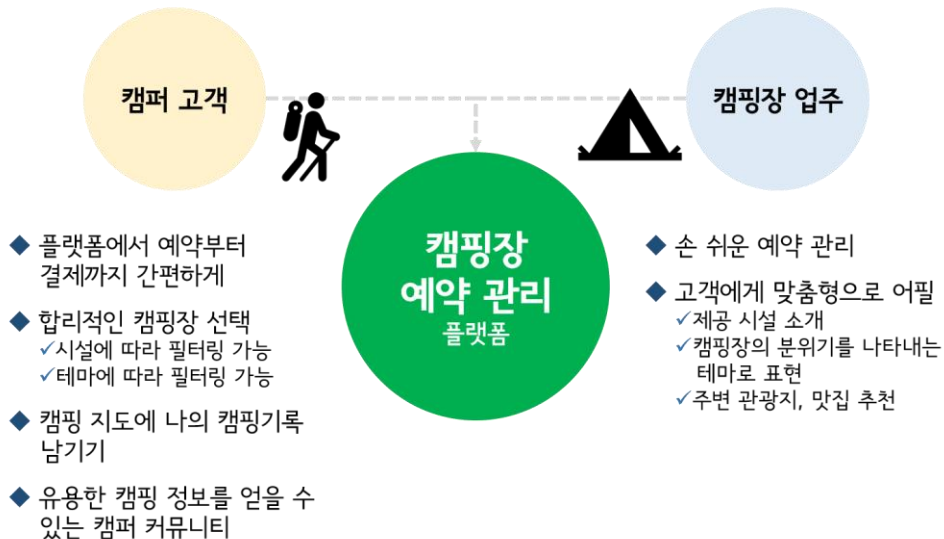 캠퍼 고객
캠핑장 업주
캠핑장
예약 관리
플랫폼
◆ 플랫폼에서 예약부터
결제까지 간편하게
◆ 합리적인 캠핑장 선택
✓시설에 따라 필터링 가능
✓테마에 따라 필터링 가능
◆ 캠핑 지도에 나의 캠핑기록
남기기
◆ 유용한 캠핑 정보를 얻을 수
있는 캠퍼 커뮤니티
◆ 손 쉬운 예약 관리
◆ 고객에게 맞춤형으로 어필
✓제공 시설 소개
✓캠핑장의 분위기를 나타내는
테마로 표현
✓주변 관광지, 맛집 추천